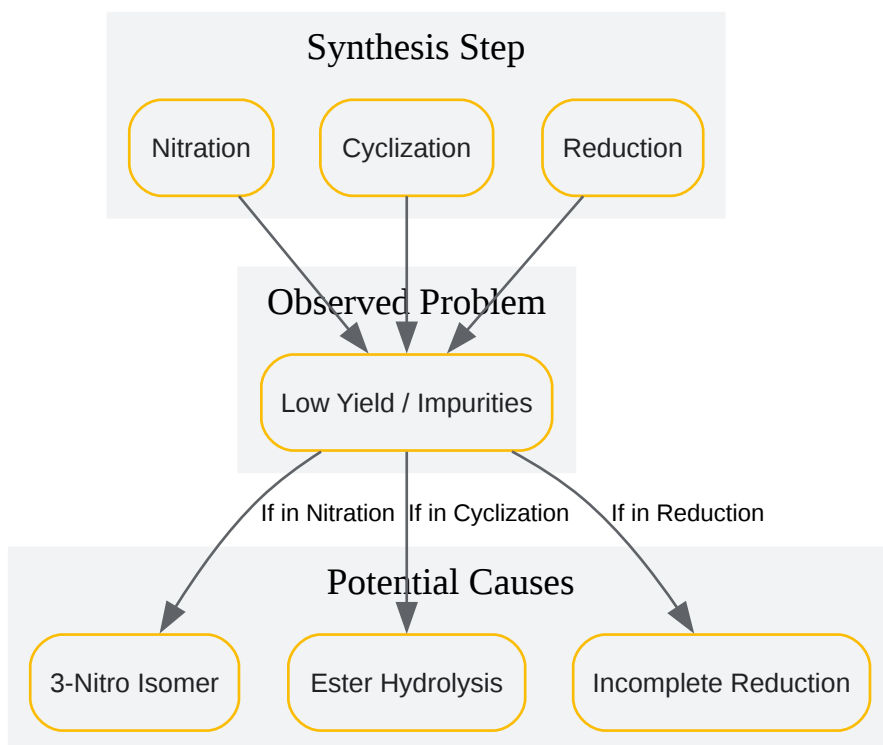 Synthesis Step
Nitration
Cyclization
Reduction
Observed Problem
Low Yield / Impurities
If in Nitration
If in Cyclization
If in Reduction
Potential Causes
3-Nitro Isomer
Ester Hydrolysis
Incomplete Reduction